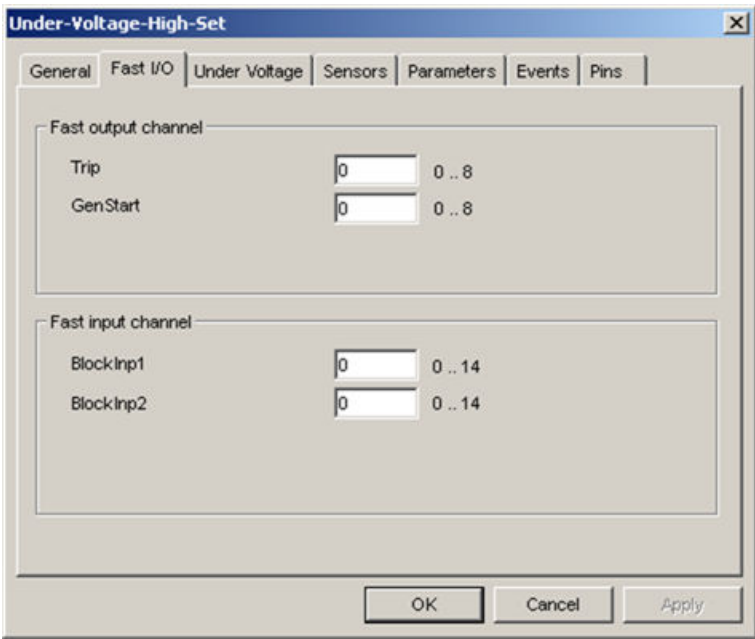 Under-Voltage-High-Set
General Fast I/O Under Voltage Sensors Parameters Events Pins
Fast output channel
Trip 0 0 .. 8
GenStart 0 0 .. 8
Fast input channel
BlockInp1 0 0 .. 14
BlockInp2 0 0 .. 14
OK Cancel Apply